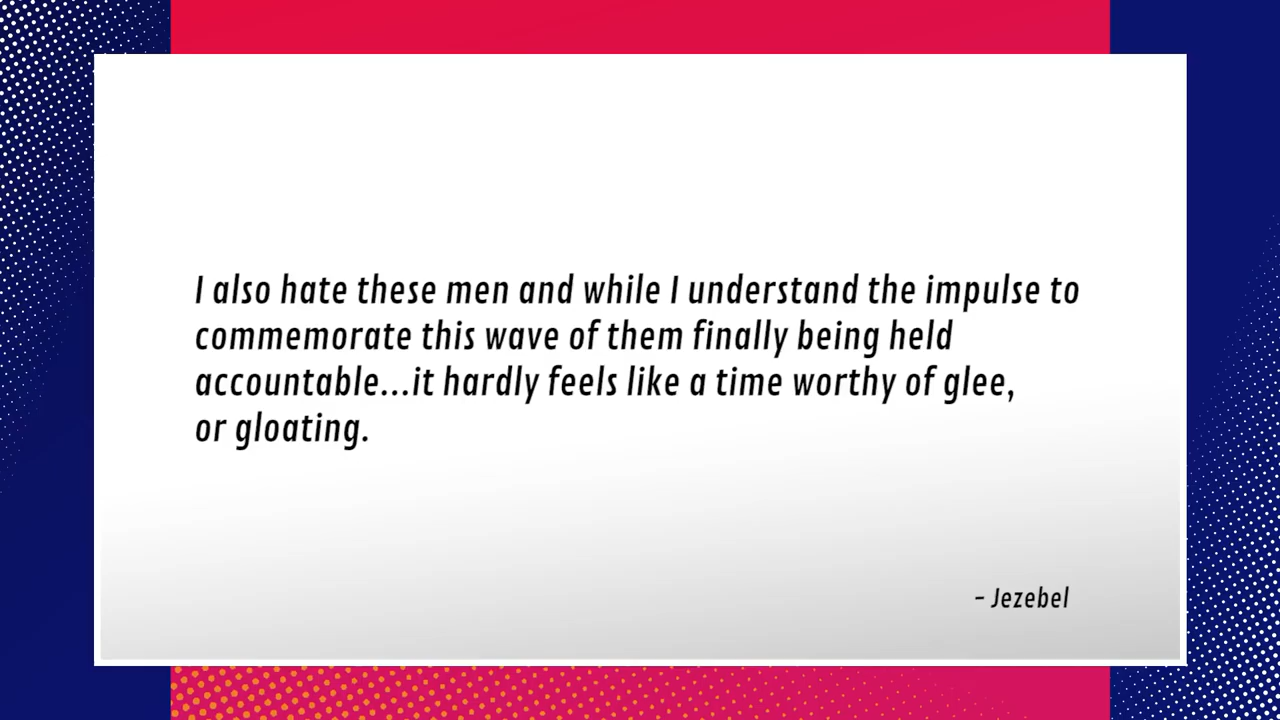 I also hate these men and while I understand the impulse to
commemorate this wave of them finally being held
accountable...it hardly feels like a time worthy of glee,
or gloating.
- Jezebel